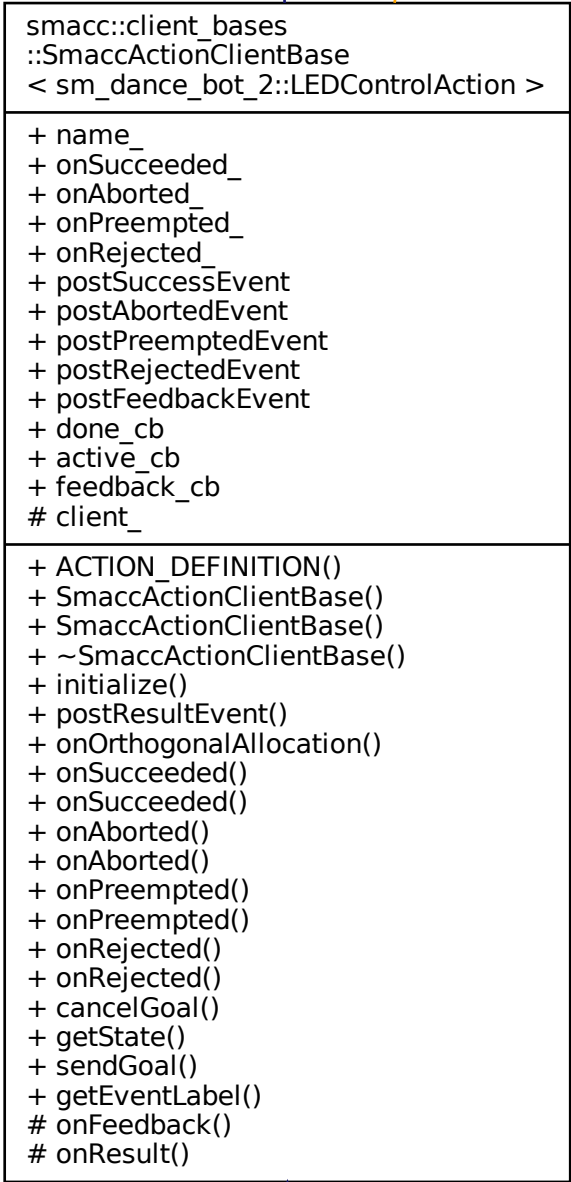 smacc::client_bases
::SmaccActionClientBase
< sm_dance_bot_2::LEDControlAction >
+ name_
+ onSucceeded_
+ onAborted_
+ onPreempted_
+ onRejected_
+ postSuccessEvent
+ postAbortedEvent
+ postPreemptedEvent
+ postRejectedEvent
+ postFeedbackEvent
+ done_cb
+ active_cb
+ feedback_cb
# client_
+ ACTION_DEFINITION()
+ SmaccActionClientBase()
+ SmaccActionClientBase()
+ ~SmaccActionClientBase()
+ initialize()
+ postResultEvent()
+ onOrthogonalAllocation()
+ onSucceeded()
+ onSucceeded()
+ onAborted()
+ onAborted()
+ onPreempted()
+ onPreempted()
+ onRejected()
+ onRejected()
+ cancelGoal()
+ getState()
+ sendGoal()
+ getEventLabel()
# onFeedback()
# onResult()